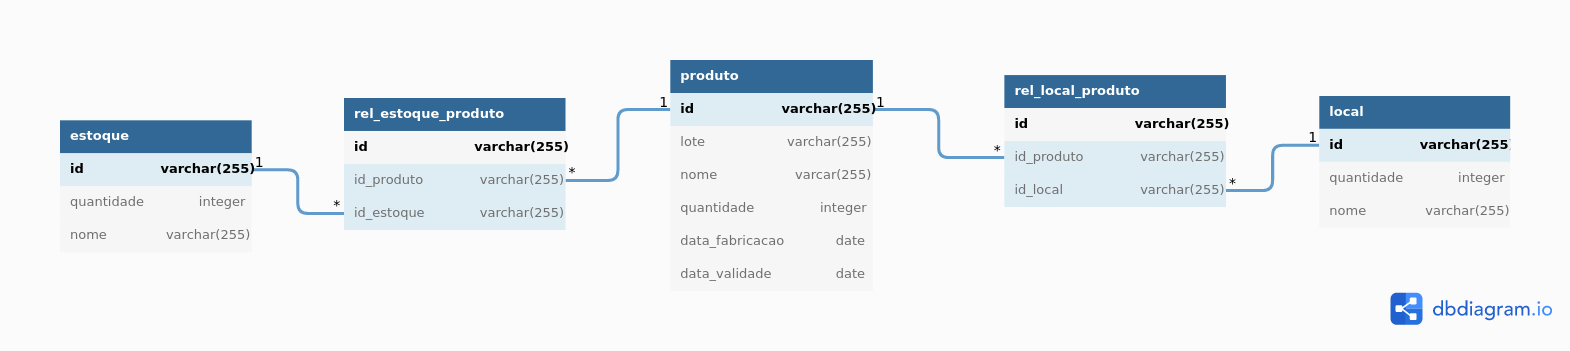 estoque
id varchar(255)
quantidade integer
nome varchar(255)
1
*
rel_estoque_produto
id varchar(255)
id_produto varchar(255)
id_estoque varchar(255)
*
1
produto
id varchar(255)
lote varchar(255)
nome varcar(255)
quantidade integer
data_fabricacao date
data_validade date
1
*
rel_local_produto
id varchar(255)
id_produto varchar(255)
id_local varchar(255)
*
1
local
id varchar(255)
quantidade integer
nome varchar(255)
dbdiagram.io